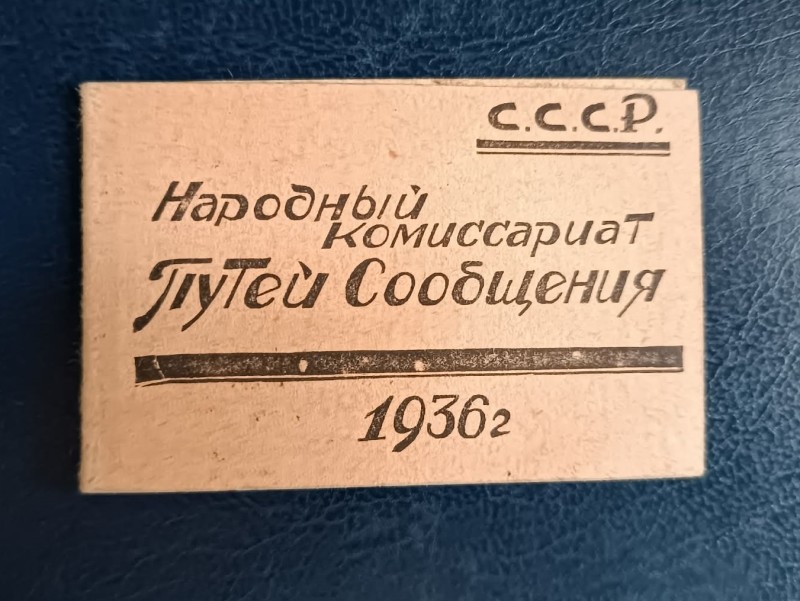 С.С.С.Р.
Народный
Комиссариат
Путей Сообщения
1936г